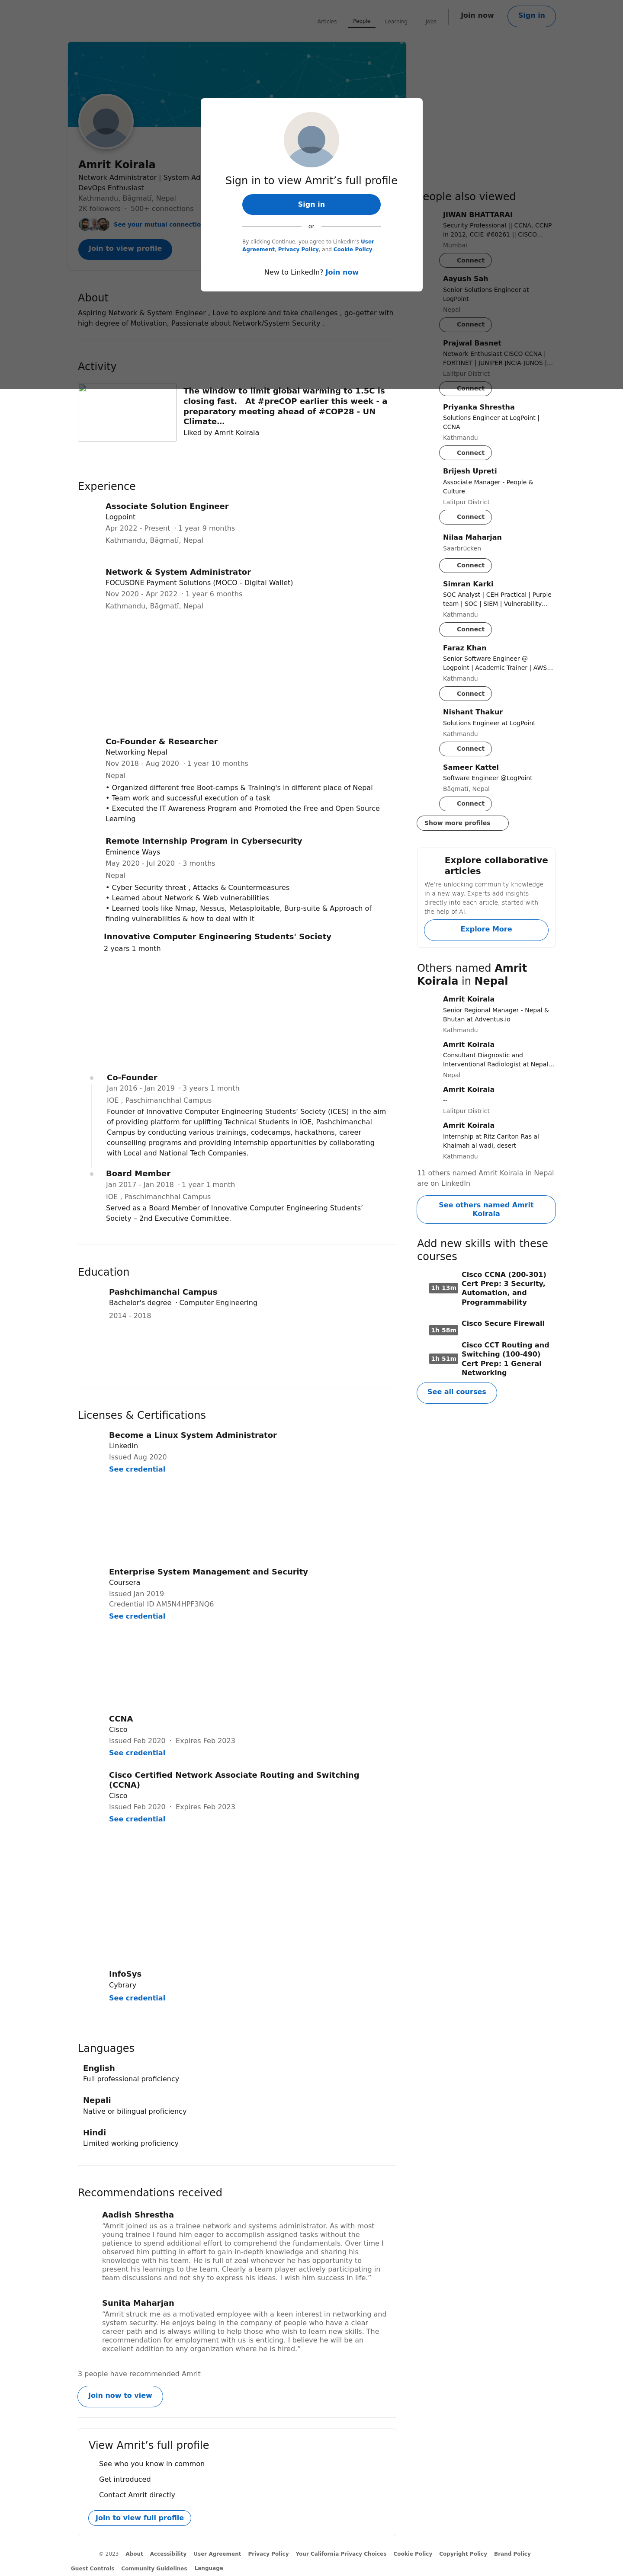 Articles
People
Learning
Jobs
Join now
Sign in
Amrit Koirala
Network Administrator | System Ad
DevOps Enthusiast
Kathmandu, Bāgmatī, Nepal
2K followers · 500+ connections
See your mutual connectio
Join to view profile
Sign in to view Amrit’s full profile
Sign in
or
By clicking Continue, you agree to LinkedIn’s User
Agreement, Privacy Policy, and Cookie Policy.
New to LinkedIn? Join now
About
Aspiring Network & System Engineer , Love to explore and take challenges , go-getter with
high degree of Motivation, Passionate about Network/System Security .
Activity
The window to limit global warming to 1.5C is
closing fast. At #preCOP earlier this week - a
preparatory meeting ahead of #COP28 - UN
Climate…
Liked by Amrit Koirala
Experience
Associate Solution Engineer
Logpoint
Apr 2022 - Present · 1 year 9 months
Kathmandu, Bāgmatī, Nepal
Network & System Administrator
FOCUSONE Payment Solutions (MOCO - Digital Wallet)
Nov 2020 - Apr 2022 · 1 year 6 months
Kathmandu, Bāgmatī, Nepal
Co-Founder & Researcher
Networking Nepal
Nov 2018 - Aug 2020 · 1 year 10 months
Nepal
• Organized different free Boot-camps & Training's in different place of Nepal
• Team work and successful execution of a task
• Executed the IT Awareness Program and Promoted the Free and Open Source
Learning
Remote Internship Program in Cybersecurity
Eminence Ways
May 2020 - Jul 2020 · 3 months
Nepal
• Cyber Security threat , Attacks & Countermeasures
• Learned about Network & Web vulnerabilities
• Learned tools like Nmap, Nessus, Metasploitable, Burp-suite & Approach of
finding vulnerabilities & how to deal with it
Innovative Computer Engineering Students' Society
2 years 1 month
Co-Founder
Jan 2016 - Jan 2019 · 3 years 1 month
IOE , Paschimanchhal Campus
Founder of Innovative Computer Engineering Students’ Society (iCES) in the aim
of providing platform for uplifting Technical Students in IOE, Pashchimanchal
Campus by conducting various trainings, codecamps, hackathons, career
counselling programs and providing internship opportunities by collaborating
with Local and National Tech Companies.
Board Member
Jan 2017 - Jan 2018 · 1 year 1 month
IOE , Paschimanchhal Campus
Served as a Board Member of Innovative Computer Engineering Students’
Society – 2nd Executive Committee.
Education
Pashchimanchal Campus
Bachelor's degree · Computer Engineering
2014 - 2018
Licenses & Certifications
Become a Linux System Administrator
LinkedIn
Issued Aug 2020
See credential
Enterprise System Management and Security
Coursera
Issued Jan 2019
Credential ID AM5N4HPF3NQ6
See credential
CCNA
Cisco
Issued Feb 2020 · Expires Feb 2023
See credential
Cisco Certified Network Associate Routing and Switching
(CCNA)
Cisco
Issued Feb 2020 · Expires Feb 2023
See credential
InfoSys
Cybrary
See credential
Languages
English
Full professional proficiency
Nepali
Native or bilingual proficiency
Hindi
Limited working proficiency
Recommendations received
Aadish Shrestha
“Amrit joined us as a trainee network and systems administrator. As with most
young trainee I found him eager to accomplish assigned tasks without the
patience to spend additional effort to comprehend the fundamentals. Over time I
observed him putting in effort to gain in-depth knowledge and sharing his
knowledge with his team. He is full of zeal whenever he has opportunity to
present his learnings to the team. Clearly a team player actively participating in
team discussions and not shy to express his ideas. I wish him success in life.”
Sunita Maharjan
“Amrit struck me as a motivated employee with a keen interest in networking and
system security. He enjoys being in the company of people who have a clear
career path and is always willing to help those who wish to learn new skills. The
recommendation for employment with us is enticing. I believe he will be an
excellent addition to any organization where he is hired.”
3 people have recommended Amrit
Join now to view
View Amrit’s full profile
See who you know in common
Get introduced
Contact Amrit directly
Join to view full profile
eople also viewed
JIWAN BHATTARAI
Security Professional || CCNA, CCNP
in 2012, CCIE #60261 || CISCO…
Mumbai
Connect
Aayush Sah
Senior Solutions Engineer at
LogPoint
Nepal
Connect
Prajwal Basnet
Network Enthusiast CISCO CCNA |
FORTINET | JUNIPER JNCIA-JUNOS |…
Lalitpur District
Connect
Priyanka Shrestha
Solutions Engineer at LogPoint |
CCNA
Kathmandu
Connect
Brijesh Upreti
Associate Manager - People &
Culture
Lalitpur District
Connect
Nilaa Maharjan
Saarbrücken
Connect
Simran Karki
SOC Analyst | CEH Practical | Purple
team | SOC | SIEM | Vulnerability…
Kathmandu
Connect
Faraz Khan
Senior Software Engineer @
Logpoint | Academic Trainer | AWS…
Kathmandu
Connect
Nishant Thakur
Solutions Engineer at LogPoint
Kathmandu
Connect
Sameer Kattel
Software Engineer @LogPoint
Bāgmatī, Nepal
Connect
Show more profiles
Explore collaborative
articles
We’re unlocking community knowledge
in a new way. Experts add insights
directly into each article, started with
the help of AI.
Explore More
Others named Amrit
Koirala in Nepal
Amrit Koirala
Senior Regional Manager - Nepal &
Bhutan at Adventus.io
Kathmandu
Amrit Koirala
Consultant Diagnostic and
Interventional Radiologist at Nepal…
Nepal
Amrit Koirala
--
Lalitpur District
Amrit Koirala
Internship at Ritz Carlton Ras al
Khaimah al wadi, desert
Kathmandu
11 others named Amrit Koirala in Nepal
are on LinkedIn
See others named Amrit
Koirala
Add new skills with these
courses
1h 13m
Cisco CCNA (200-301)
Cert Prep: 3 Security,
Automation, and
Programmability
1h 58m
Cisco Secure Firewall
1h 51m
Cisco CCT Routing and
Switching (100-490)
Cert Prep: 1 General
Networking
See all courses
© 2023 About Accessibility User Agreement Privacy Policy Your California Privacy Choices Cookie Policy Copyright Policy Brand Policy
Guest Controls Community Guidelines Language